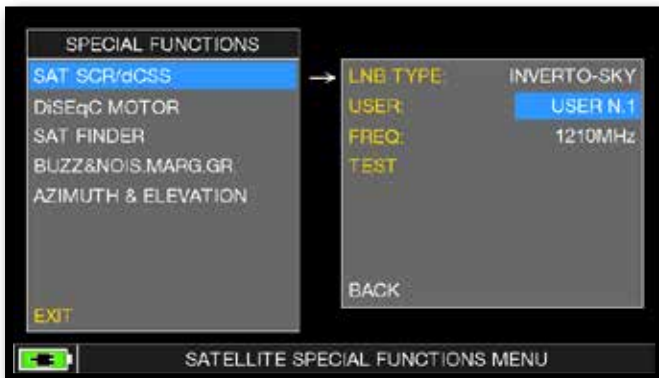 SPECIAL FUNCTIONS
SAT SCR/dCSS
DiSEqC MOTOR
SAT FINDER
BUZZ&NOIS.MARG.GR
AZIMUTH & ELEVATION
EXIT
→ LNB TYPE: INVERTO-SKY
USER: USER N.1
FREQ.: 1210MHz
TEST
BACK
SATELLITE SPECIAL FUNCTIONS MENU